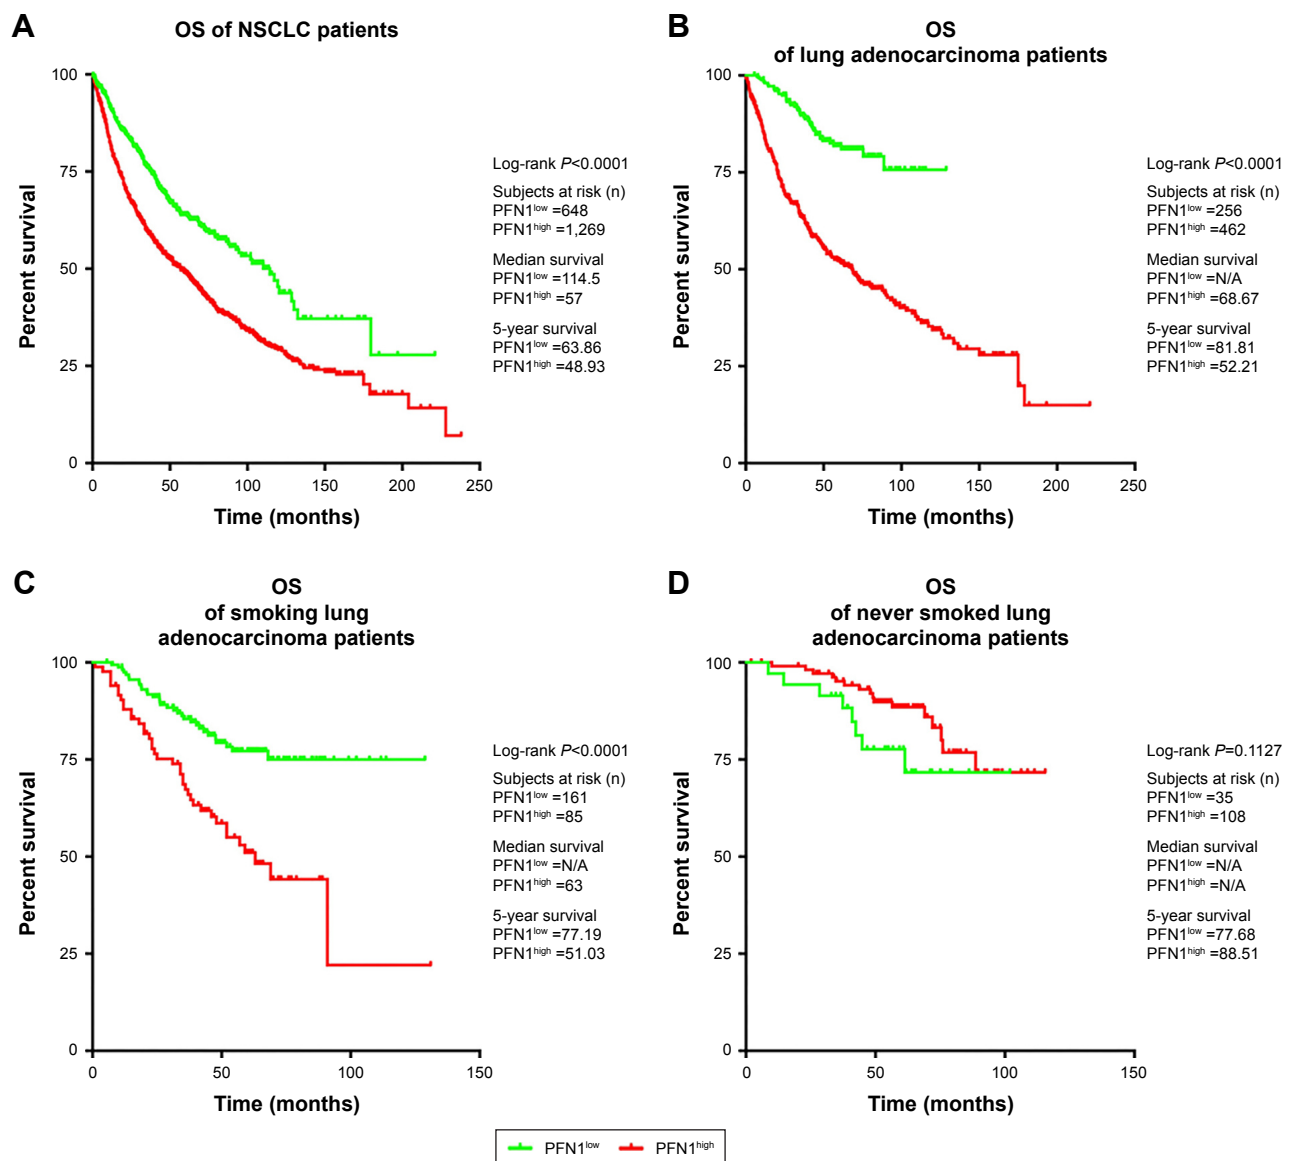 A
OS of NSCLC patients
Percent survival
100
75
50
25
0
0 50 100 150 200 250
Time (months)
Log-rank P<0.0001
Subjects at risk (n)
PFN1low =648
PFN1high =1,269
Median survival
PFN1low =114.5
PFN1high =57
5-year survival
PFN1low =63.86
PFN1high =48.93
B
OS
of lung adenocarcinoma patients
Percent survival
100
75
50
25
0
0 50 100 150 200 250
Time (months)
Log-rank P<0.0001
Subjects at risk (n)
PFN1low =256
PFN1high =462
Median survival
PFN1low =N/A
PFN1high =68.67
5-year survival
PFN1low =81.81
PFN1high =52.21
C
OS
of smoking lung
adenocarcinoma patients
Percent survival
100
75
50
25
0
0 50 100 150
Time (months)
Log-rank P<0.0001
Subjects at risk (n)
PFN1low =161
PFN1high =85
Median survival
PFN1low =N/A
PFN1high =63
5-year survival
PFN1low =77.19
PFN1high =51.03
D
OS
of never smoked lung
adenocarcinoma patients
Percent survival
100
75
50
25
0
0 50 100 150
Time (months)
Log-rank P=0.1127
Subjects at risk (n)
PFN1low =35
PFN1high =108
Median survival
PFN1low =N/A
PFN1high =N/A
5-year survival
PFN1low =77.68
PFN1high =88.51
PFN1low PFN1high